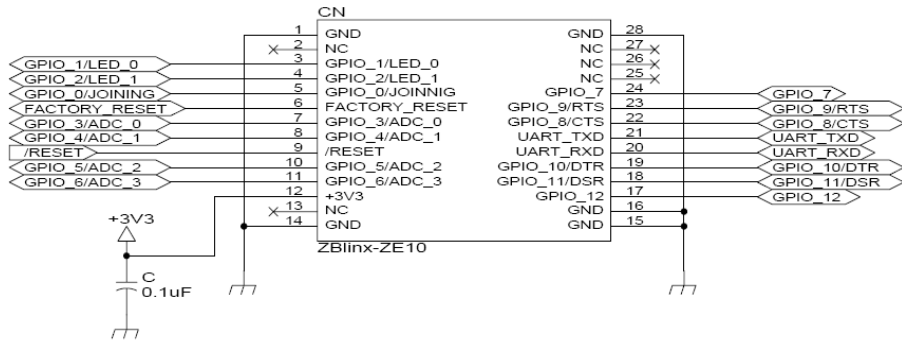 CN
1 GND GND 28
2 NC NC 27
GPIO_1/LED_0 3 GPIO_1/LED_0 NC 26
GPIO_2/LED_1 4 GPIO_2/LED_1 NC 25
GPIO_0/JOINING 5 GPIO_0/JOINNIG GPIO_7 24 GPIO_7
FACTORY_RESET 6 FACTORY_RESET GPIO_9/RTS 23 GPIO_9/RTS
GPIO_3/ADC_0 7 GPIO_3/ADC_0 GPIO_8/CTS 22 GPIO_8/CTS
GPIO_4/ADC_1 8 GPIO_4/ADC_1 UART_TXD 21 UART_TXD
/RESET 9 /RESET UART_RXD 20 UART_RXD
GPIO_5/ADC_2 10 GPIO_5/ADC_2 GPIO_10/DTR 19 GPIO_10/DTR
GPIO_6/ADC_3 11 GPIO_6/ADC_3 GPIO_11/DSR 18 GPIO_11/DSR
12 +3V3 GPIO_12 17 GPIO_12
13 NC GND 16
14 GND GND 15
+3V3
ZBlinx-ZE10
C
0.1uF